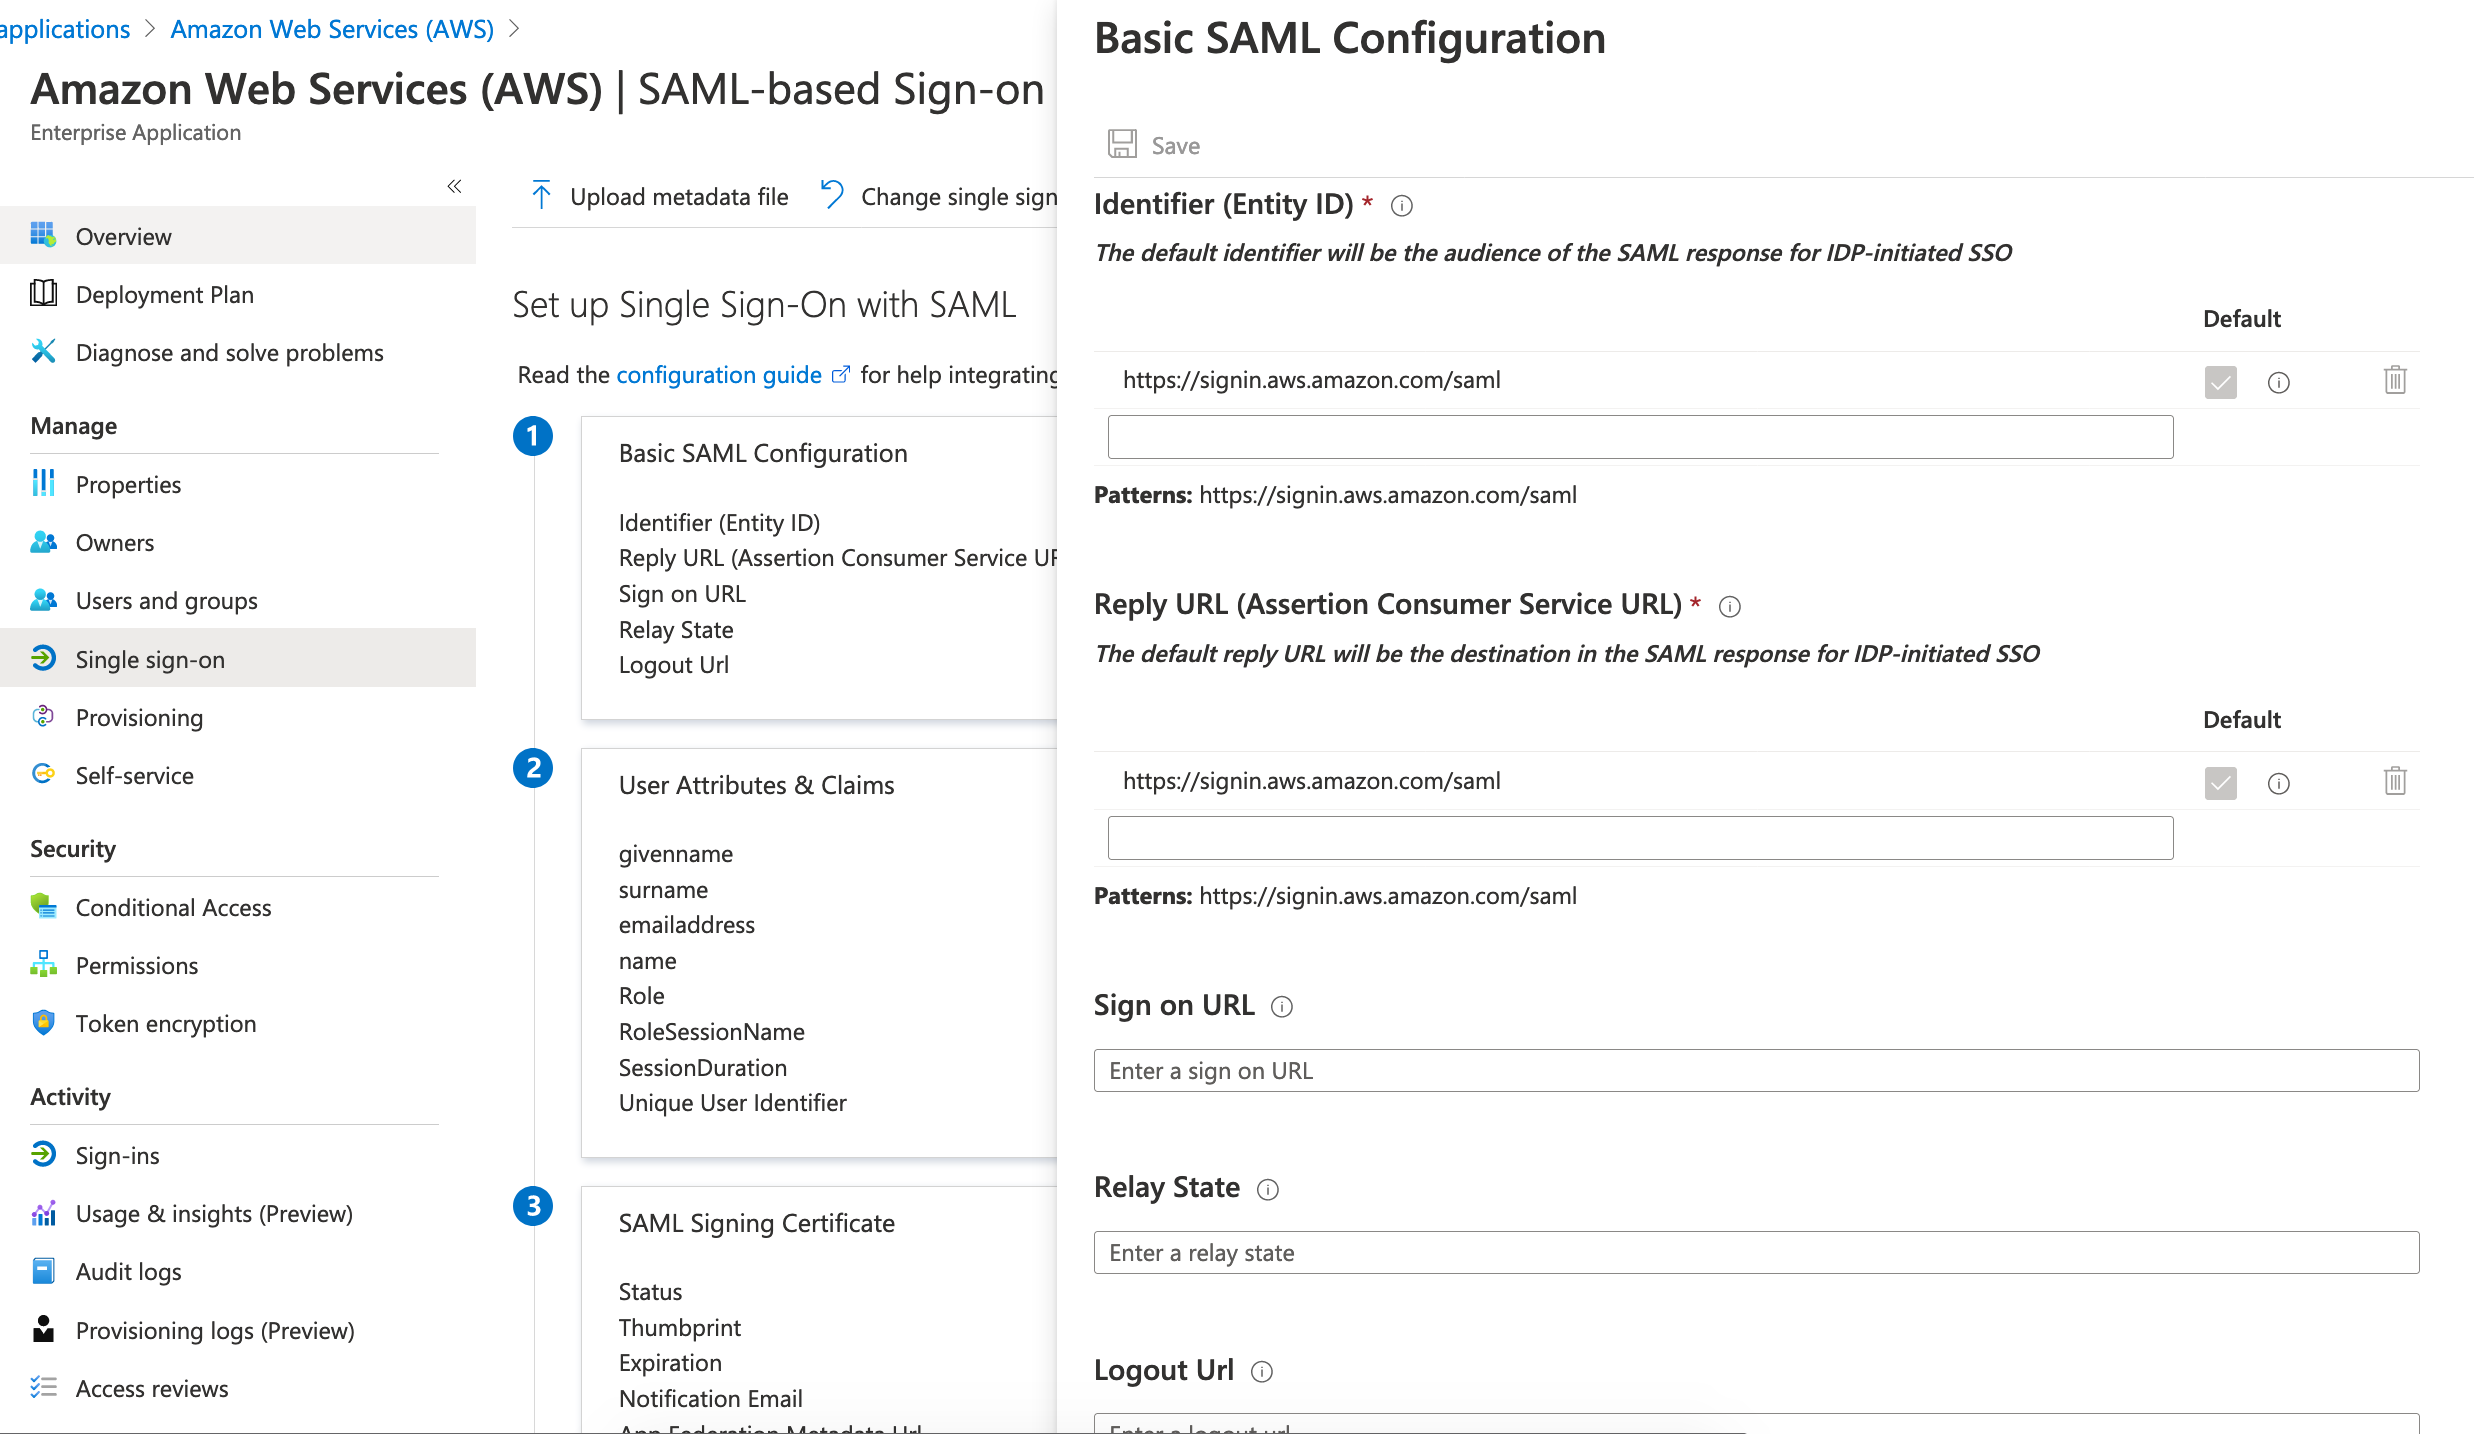 applications > Amazon Web Services (AWS) >
Amazon Web Services (AWS) | SAML-based Sign-on
Enterprise Application
Overview
Deployment Plan
Diagnose and solve problems
Manage
Properties
Owners
Users and groups
Single sign-on
Provisioning
Self-service
Security
Conditional Access
Permissions
Token encryption
Activity
Sign-ins
Usage & insights (Preview)
Audit logs
Provisioning logs (Preview)
Access reviews
Upload metadata file
Change single sign
Set up Single Sign-On with SAML
Read the configuration guide for help integrating
1
Basic SAML Configuration
Identifier (Entity ID)
Reply URL (Assertion Consumer Service UR
Sign on URL
Relay State
Logout Url
2
User Attributes & Claims
givenname
surname
emailaddress
name
Role
RoleSessionName
SessionDuration
Unique User Identifier
3
SAML Signing Certificate
Status
Thumbprint
Expiration
Notification Email
App Federation Metadata Url
Basic SAML Configuration
Save
Identifier (Entity ID) *
The default identifier will be the audience of the SAML response for IDP-initiated SSO
Default
https://signin.aws.amazon.com/saml
Patterns: https://signin.aws.amazon.com/saml
Reply URL (Assertion Consumer Service URL) *
The default reply URL will be the destination in the SAML response for IDP-initiated SSO
Default
https://signin.aws.amazon.com/saml
Patterns: https://signin.aws.amazon.com/saml
Sign on URL
Enter a sign on URL
Relay State
Enter a relay state
Logout Url
Enter a logout url